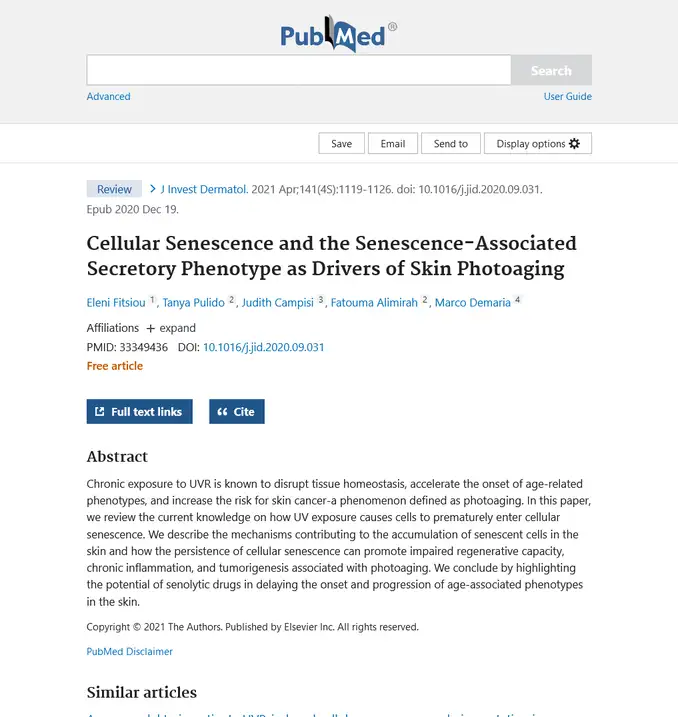 PubMed®
Search
Advanced
User Guide
Save
Email
Send to
Display options
Review > J Invest Dermatol. 2021 Apr;141(4S):1119-1126. doi: 10.1016/j.jid.2020.09.031.
Epub 2020 Dec 19.
Cellular Senescence and the Senescence-Associated
Secretory Phenotype as Drivers of Skin Photoaging
Eleni Fitsiou 1, Tanya Pulido 2, Judith Campisi 3, Fatouma Alimirah 2, Marco Demaria 4
Affiliations + expand
PMID: 33349436 DOI: 10.1016/j.jid.2020.09.031
Free article
Full text links
Cite
Abstract
Chronic exposure to UVR is known to disrupt tissue homeostasis, accelerate the onset of age-related
phenotypes, and increase the risk for skin cancer-a phenomenon defined as photoaging. In this paper,
we review the current knowledge on how UV exposure causes cells to prematurely enter cellular
senescence. We describe the mechanisms contributing to the accumulation of senescent cells in the
skin and how the persistence of cellular senescence can promote impaired regenerative capacity,
chronic inflammation, and tumorigenesis associated with photoaging. We conclude by highlighting
the potential of senolytic drugs in delaying the onset and progression of age-associated phenotypes
in the skin.
Copyright © 2021 The Authors. Published by Elsevier Inc. All rights reserved.
PubMed Disclaimer
Similar articles